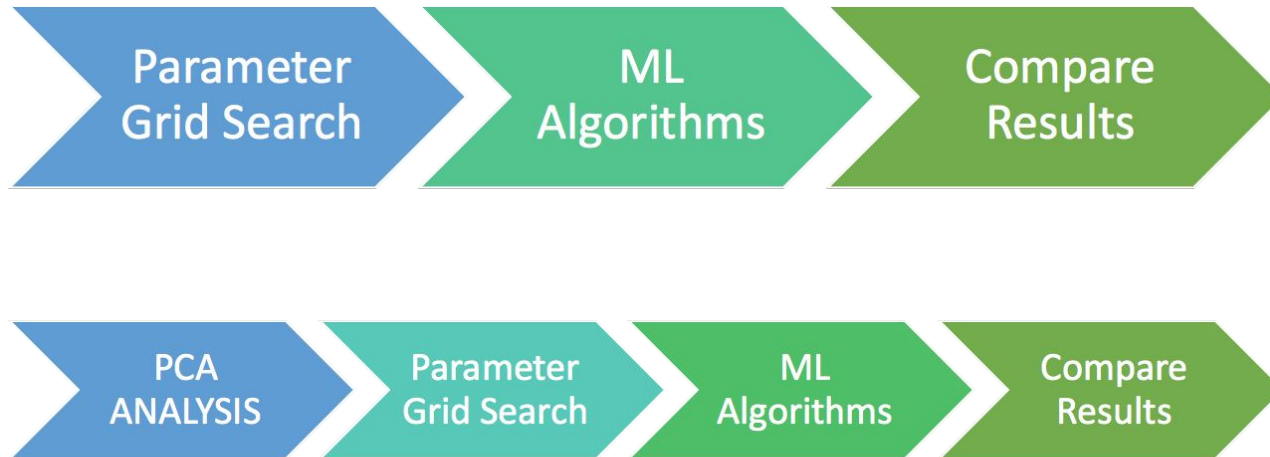 Parameter
Grid Search
ML
Algorithms
Compare
Results
PCA
ANALYSIS
Parameter
Grid Search
ML
Algorithms
Compare
Results